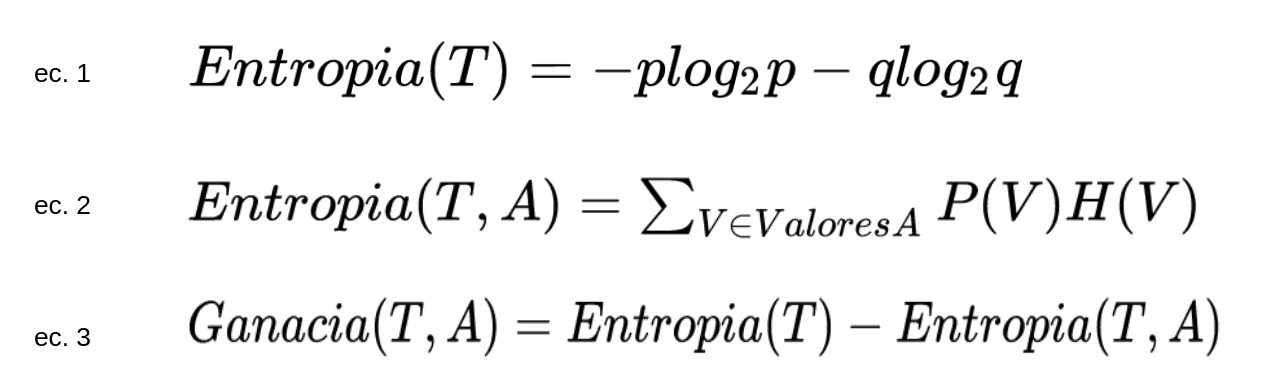 ec. 1 Entropia(T) = −plog₂p − qlog₂q
ec. 2 Entropia(T, A) = ∑_{V∈ValoresA} P(V)H(V)
ec. 3 Ganacia(T, A) = Entropia(T) − Entropia(T, A)